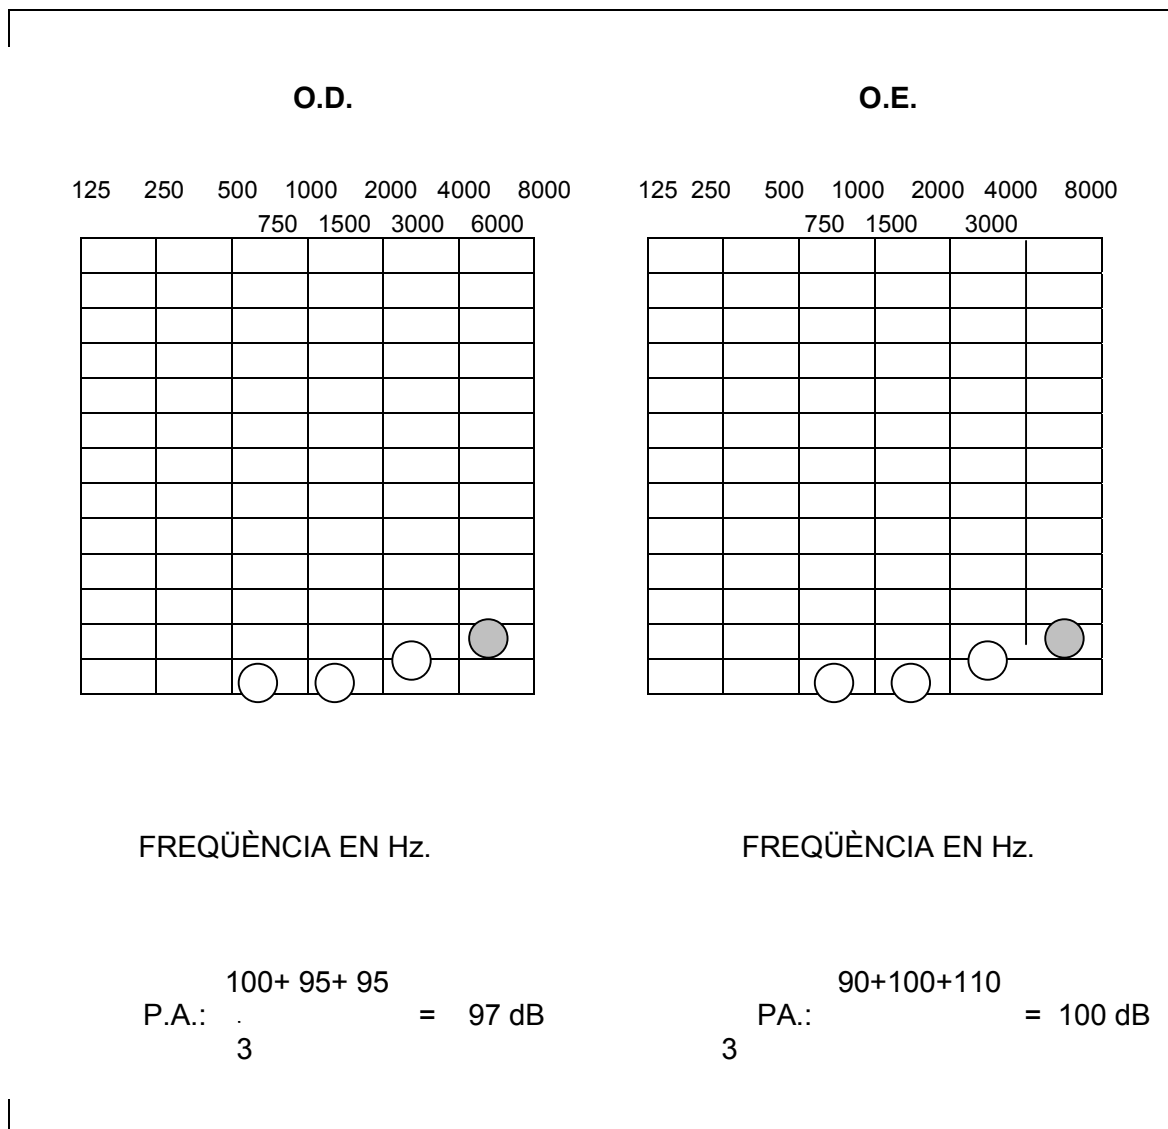 O.D. O.E.
125 250 500 1000 2000 4000 8000 125 250 500 1000 2000 4000 8000
750 1500 3000 6000 750 1500 3000
FREQÜÈNCIA EN Hz. FREQÜÈNCIA EN Hz.
100+ 95+ 95 90+100+110
P.A.: . = 97 dB PA.: = 100 dB
3 3